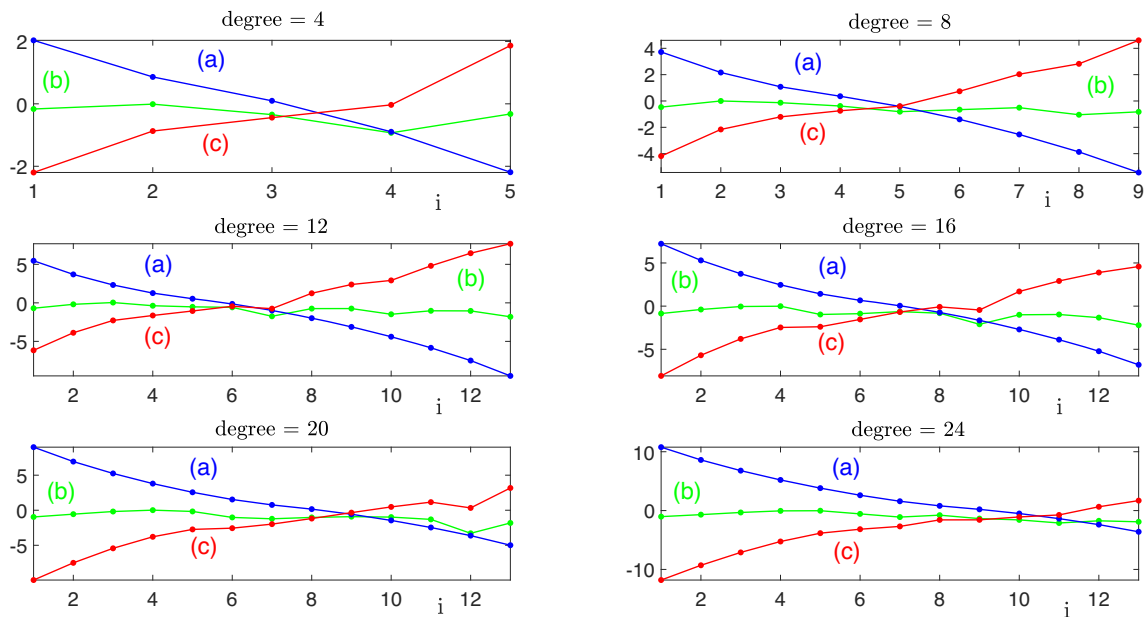 degree = 4
2
0
-2
(a)
(b)
(c)
1 2 3 4 5
i
degree = 8
4
2
0
-2
-4
(a)
(b)
(c)
1 2 3 4 5 6 7 8 9
i
degree = 12
5
0
-5
(a)
(b)
(c)
2 4 6 8 10 12
i
degree = 16
5
0
-5
(a)
(b)
(c)
2 4 6 8 10 12
i
degree = 20
5
0
-5
(a)
(b)
(c)
2 4 6 8 10 12
i
degree = 24
10
0
-10
(a)
(b)
(c)
2 4 6 8 10 12
i